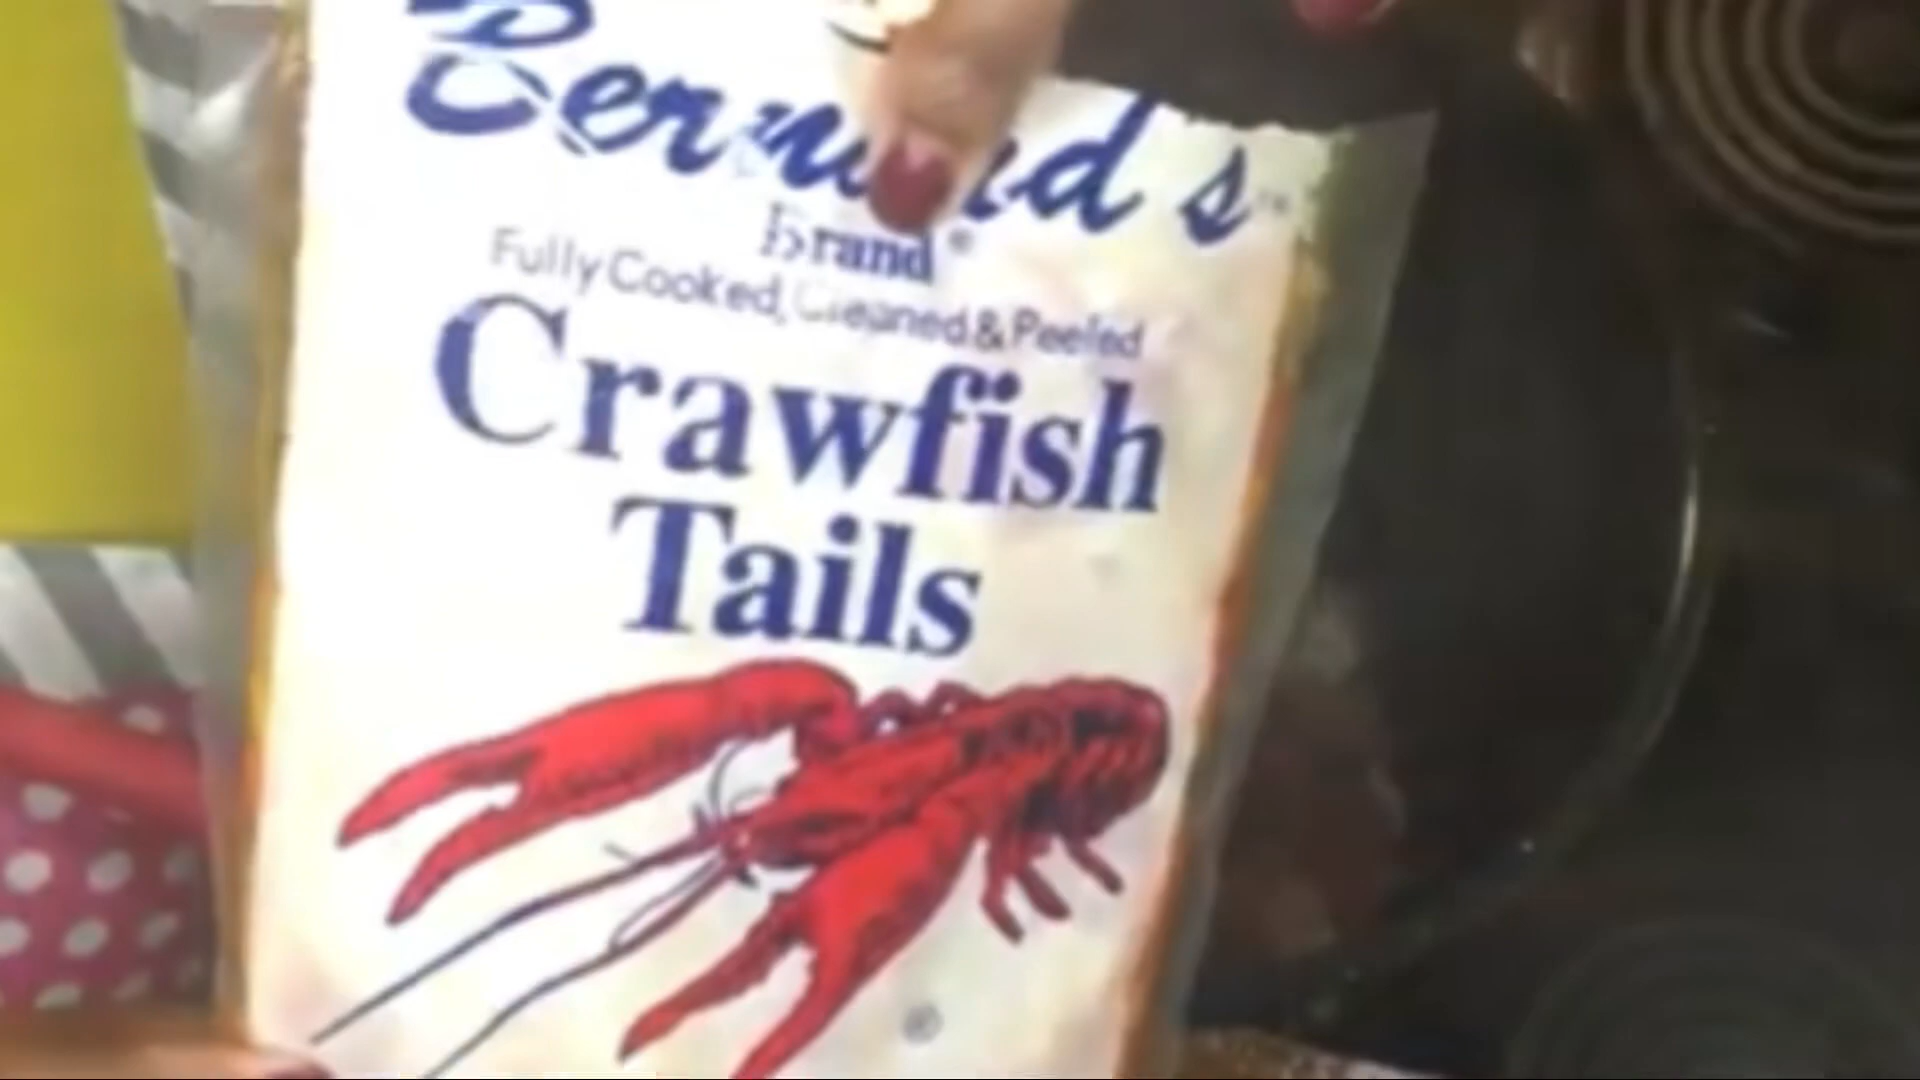 Brand®
Fully Cooked, Cleaned & Peeled
Crawfish
Tails
®